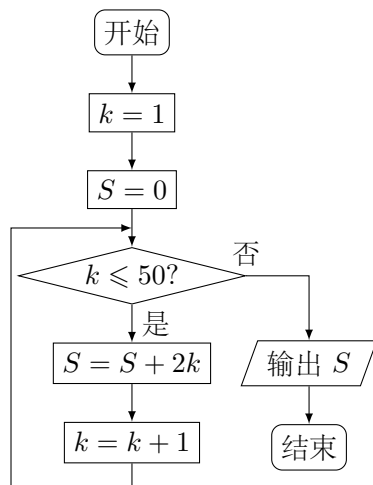 开始
k = 1
S = 0
k ⩽ 50?
否
是
S = S + 2k
输出 S
k = k + 1
结束